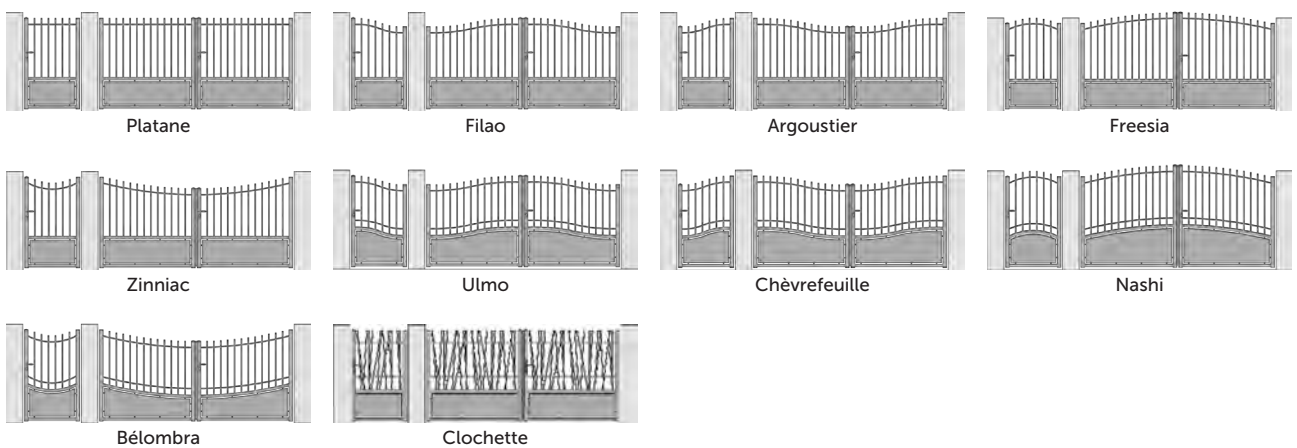 Platane
Filao
Argoustier
Freesia
Zinniac
Ulmo
Chèvrefeuille
Nashi
Bélombra
Clochette